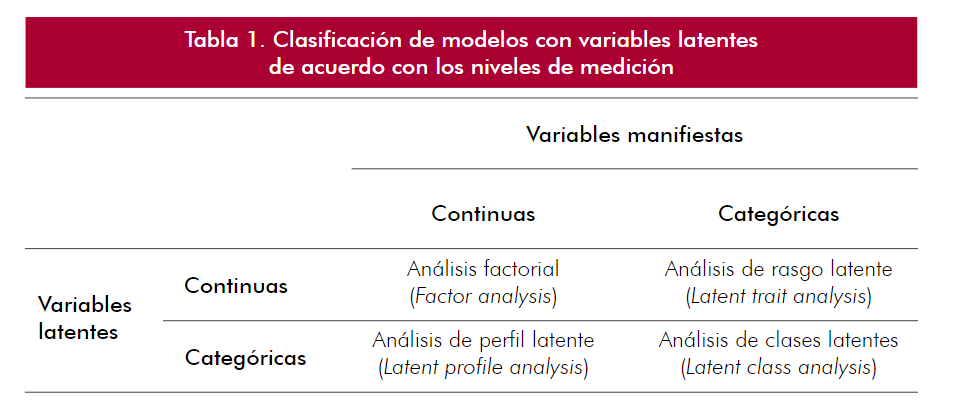 Tabla 1. Clasificación de modelos con variables latentes
de acuerdo con los niveles de medición
Variables manifiestas
Continuas
Categóricas
Variables
latentes
Continuas
Análisis factorial
(Factor analysis)
Análisis de rasgo latente
(Latent trait analysis)
Categóricas
Análisis de perfil latente
(Latent profile analysis)
Análisis de clases latentes
(Latent class analysis)